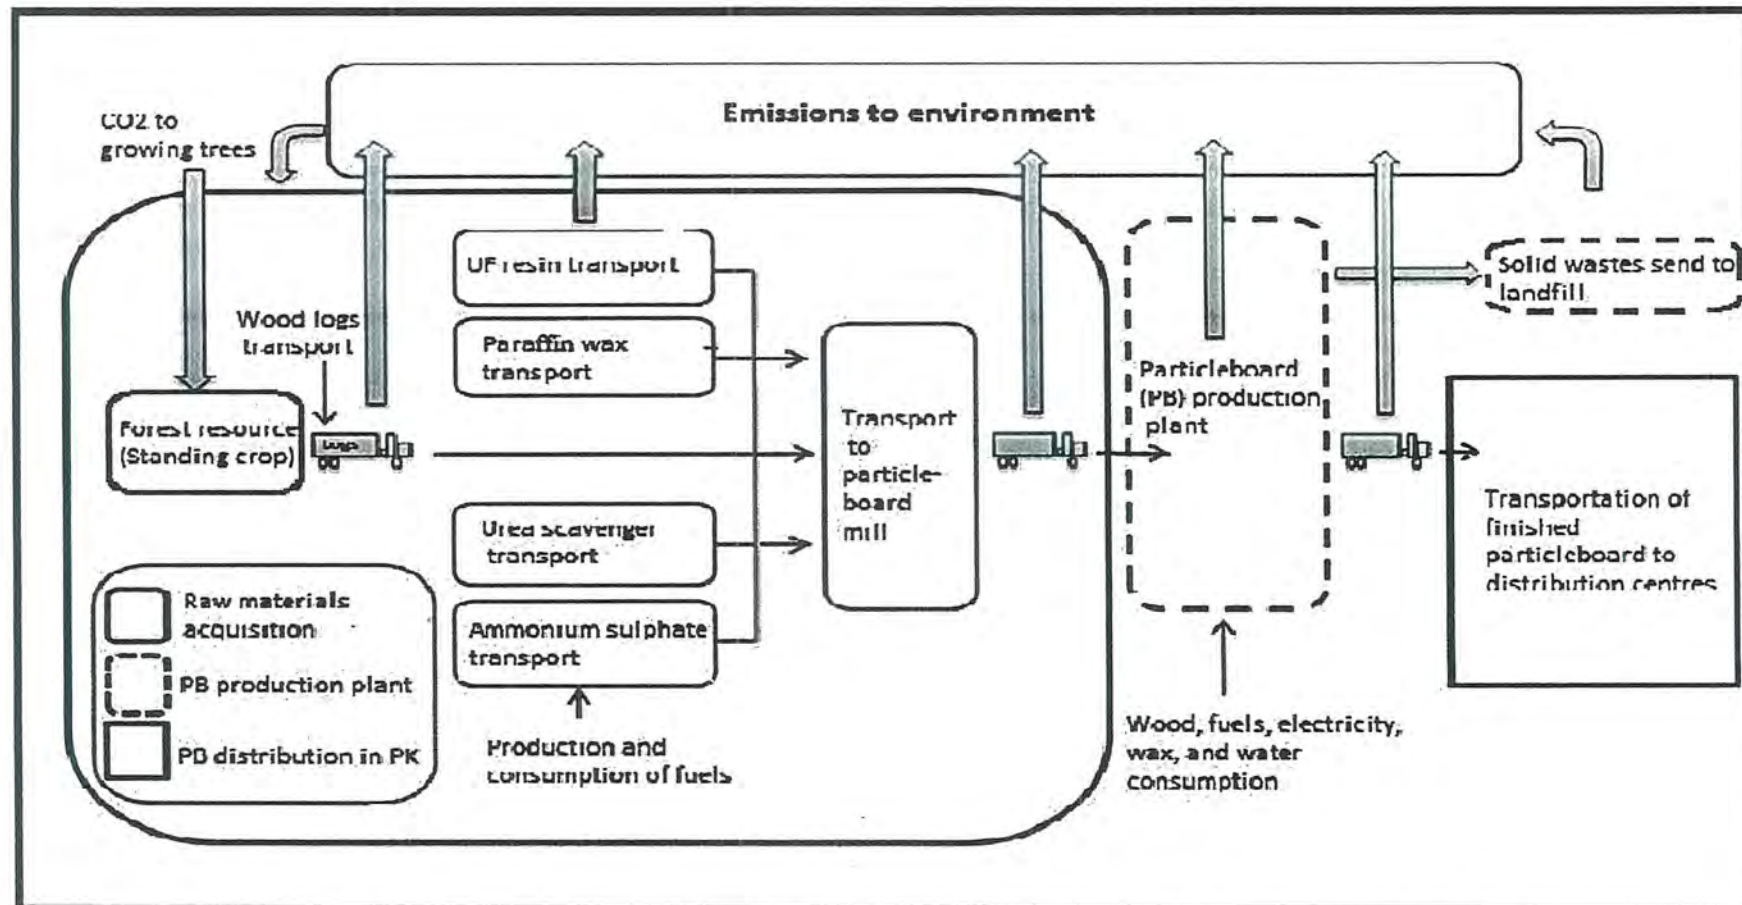 Emissions to environment
CO2 to
growing trees
UF resin transport
Solid wastes send to
landfill
Wood logs
transport
Paraffin wax
transport
Particleboard
(PB) production
plant
Forest resource
(Standing crop)
Logs
Transport
to
particle-
board
mill
Transportation of
finished
particleboard to
distribution centres
Urea scavenger
transport
Raw materials
acquisition
Ammonium sulphate
transport
PB production plant
PB distribution in PK
Production and
consumption of fuels
Wood, fuels, electricity,
wax, and water
consumption